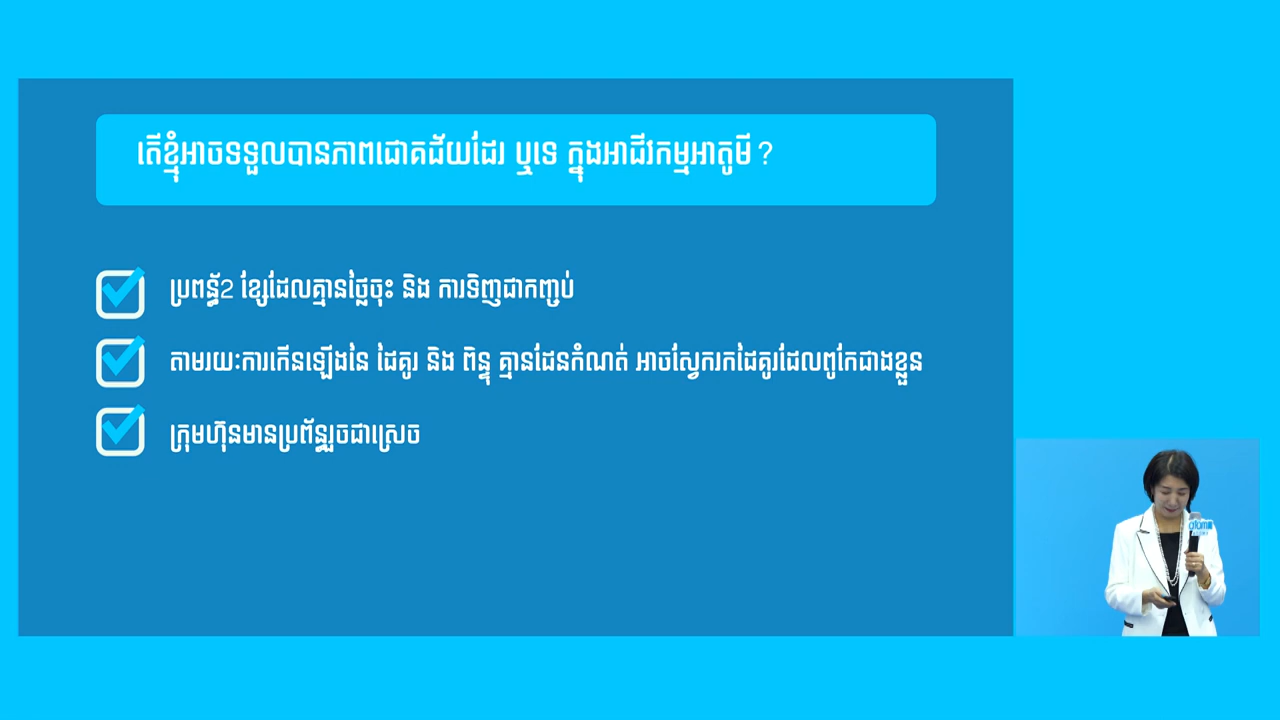 តើខ្ញុំអាចទទួលបានភាពជោគជ័យដែរ ឬទេ ក្នុងអាជីវកម្មអាតូមី ?
ប្រពន្ធ័2 ខ្សែដែលគ្មានថ្លៃចុះ និង ការទិញជាកញ្ចប់
តាមរយៈការកើនឡើងនៃ ដៃគូរ និង ពិន្ទុ គ្មានដែនកំណត់ អាចស្វែករកដៃគូរដែលពូកែជាងខ្លួន
ក្រុមហ៊ុនមានប្រព័ន្ធរួចជាស្រេច
atomy